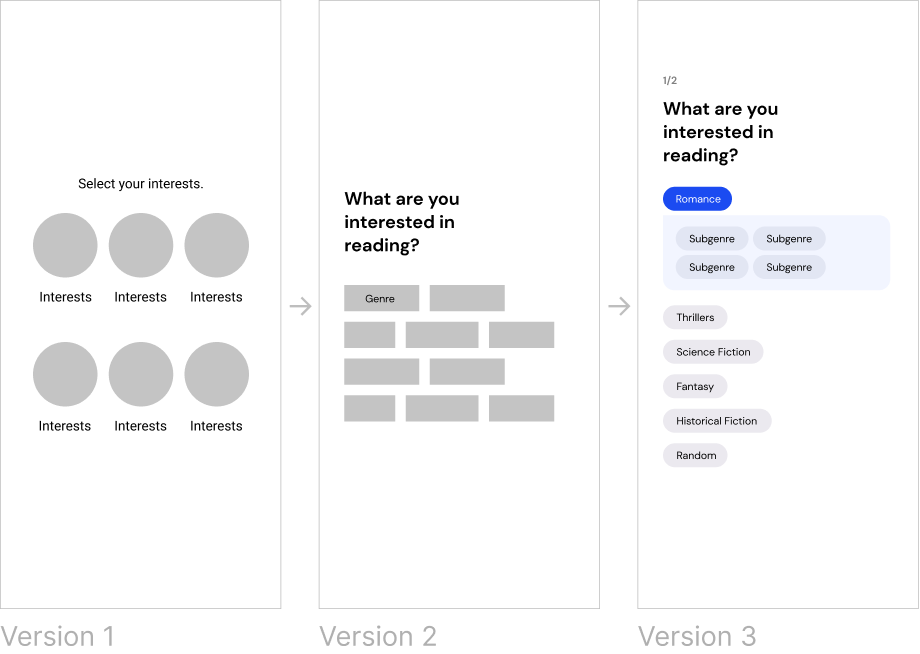 Select your interests.
Interests Interests Interests
Interests Interests Interests
Version 1
What are you
interested in
reading?
Genre
Version 2
1/2
What are you
interested in
reading?
Romance
Subgenre Subgenre
Subgenre Subgenre
Thrillers
Science Fiction
Fantasy
Historical Fiction
Random
Version 3